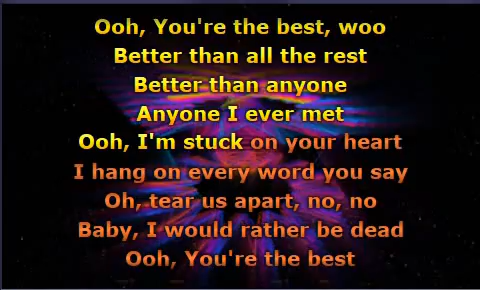 Ooh, You're the best, woo
Better than all the rest
Better than anyone
Anyone I ever met
Ooh, I'm stuck on your heart
I hang on every word you say
Oh, tear us apart, no, no
Baby, I would rather be dead
Ooh, You're the best